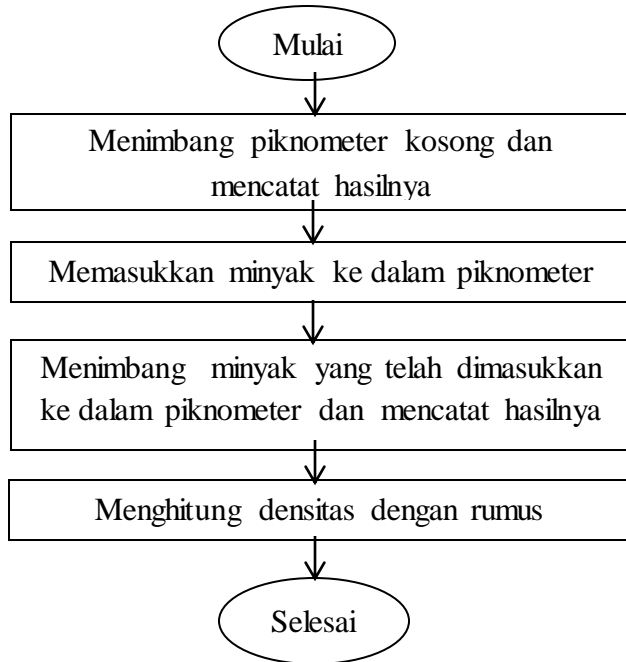 Mulai
Menimbang piknometer kosong dan
mencatat hasilnya
Memasukkan minyak ke dalam piknometer
Menimbang minyak yang telah dimasukkan
ke dalam piknometer dan mencatat hasilnya
Menghitung densitas dengan rumus
Selesai